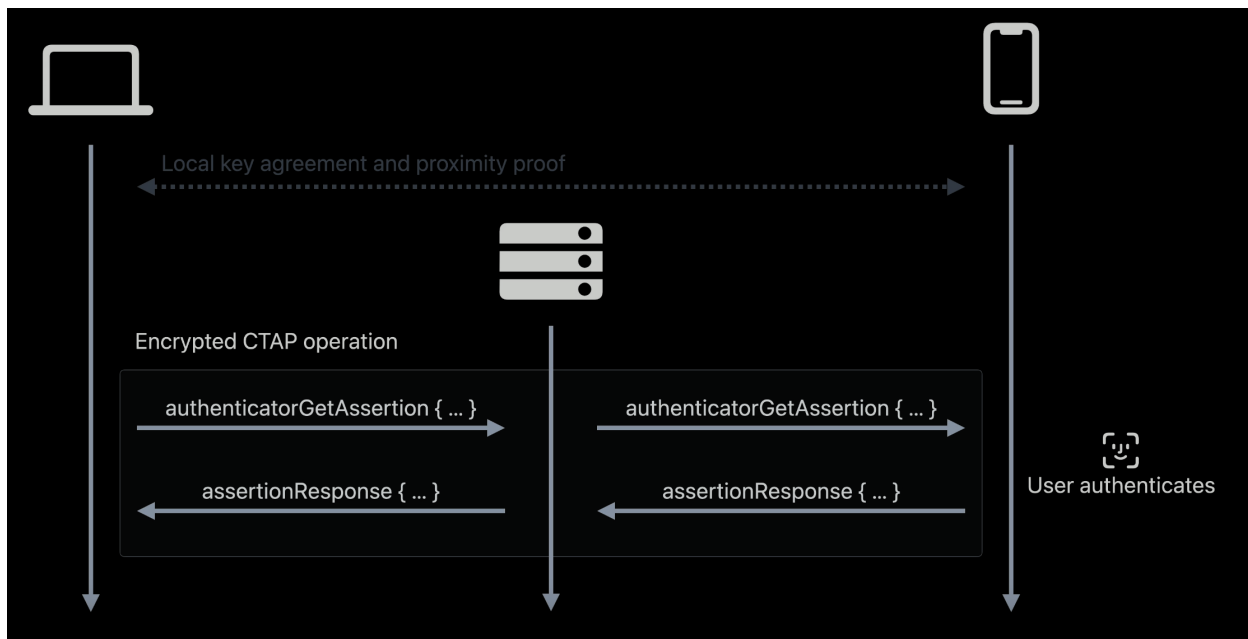 Local key agreement and proximity proof
Encrypted CTAP operation
authenticatorGetAssertion { ... }
authenticatorGetAssertion { ... }
assertionResponse { ... }
assertionResponse { ... }
User authenticates